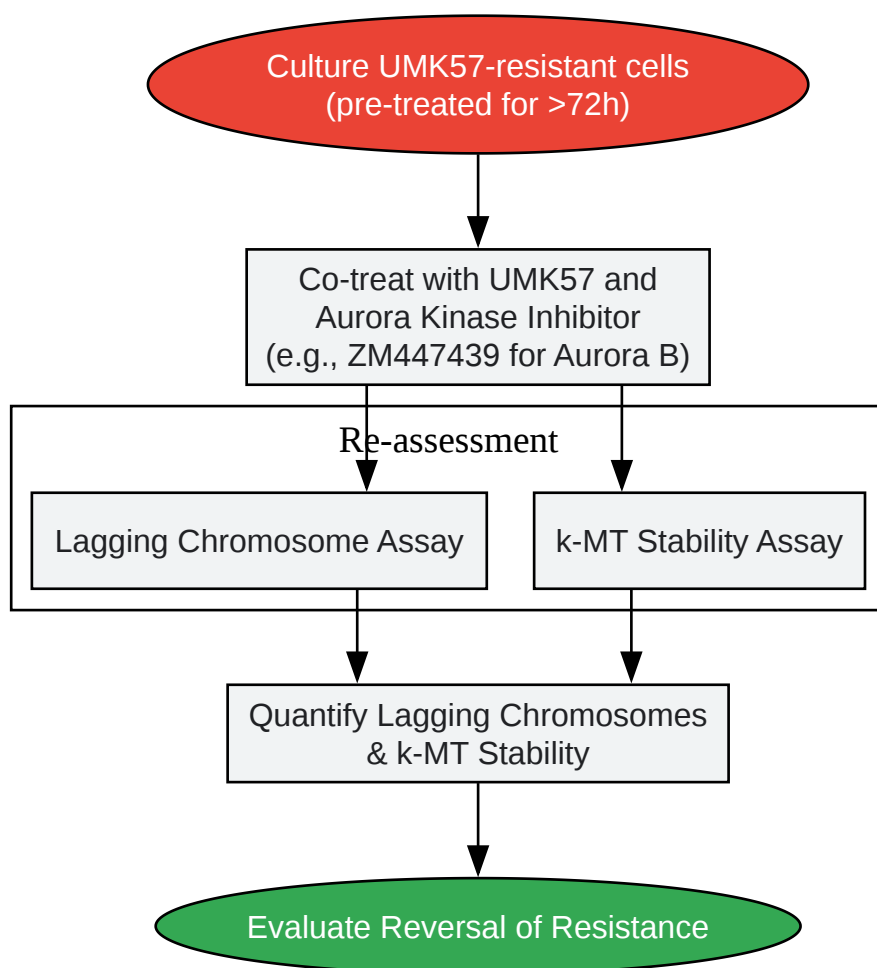 Culture UMK57-resistant cells
(pre-treated for >72h)
Co-treat with UMK57 and
Aurora Kinase Inhibitor
(e.g., ZM447439 for Aurora B)
Re-assessment
Lagging Chromosome Assay
k-MT Stability Assay
Quantify Lagging Chromosomes
& k-MT Stability
Evaluate Reversal of Resistance